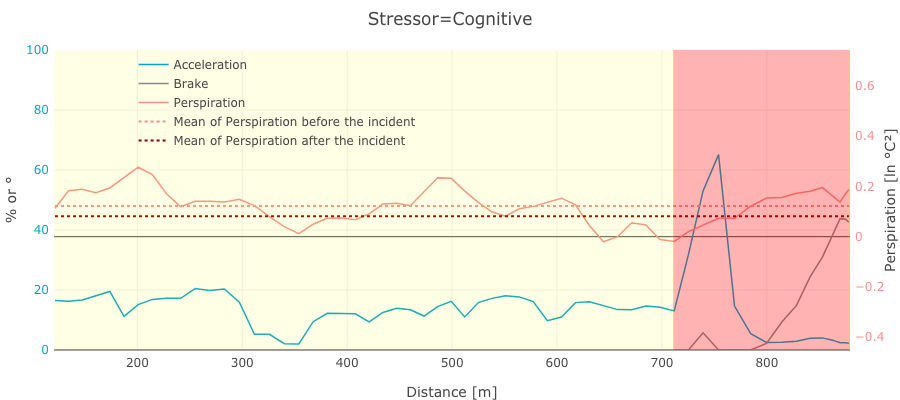 Stressor=Cognitive
100
80
60
40
20
0
% or °
Acceleration
Brake
Perspiration
Mean of Perspiration before the incident
Mean of Perspiration after the incident
0.6
0.4
0.2
0
−0.2
−0.4
Perspiration [ln °C²]
200
300
400
500
600
700
800
Distance [m]